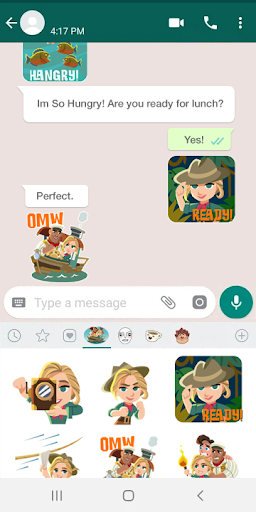 4:17 PM
HANGRY!
Im So Hungry! Are you ready for lunch?
Yes!
READY!
Perfect.
OMW
Type a message
READY!
OMW